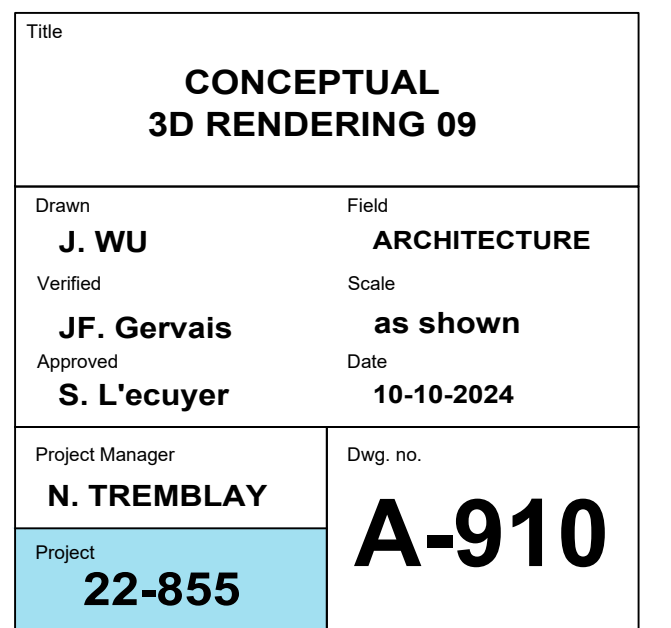 Title
CONCEPTUAL
3D RENDERING 09
Drawn
J. WU
Field
ARCHITECTURE
Verified
JF. Gervais
Scale
as shown
Approved
S. L'ecuyer
Date
10-10-2024
Project Manager
N. TREMBLAY
Dwg. no.
A-910
Project
22-855